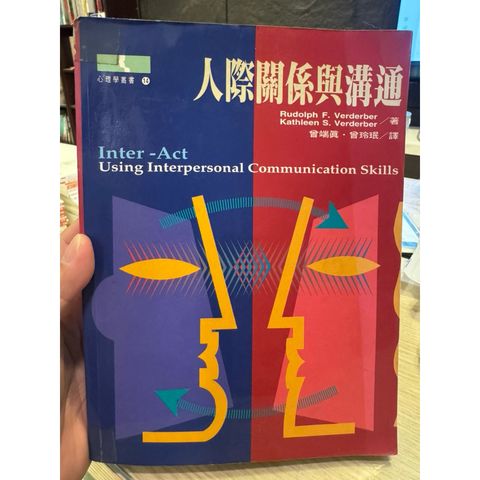 心理學叢書 14
人際關係與溝通
Rudolph F. Verderber
Kathleen S. Verderber
／著
曾端真・曾玲珉／譯
Inter-Act
Using Interpersonal Communication Skills